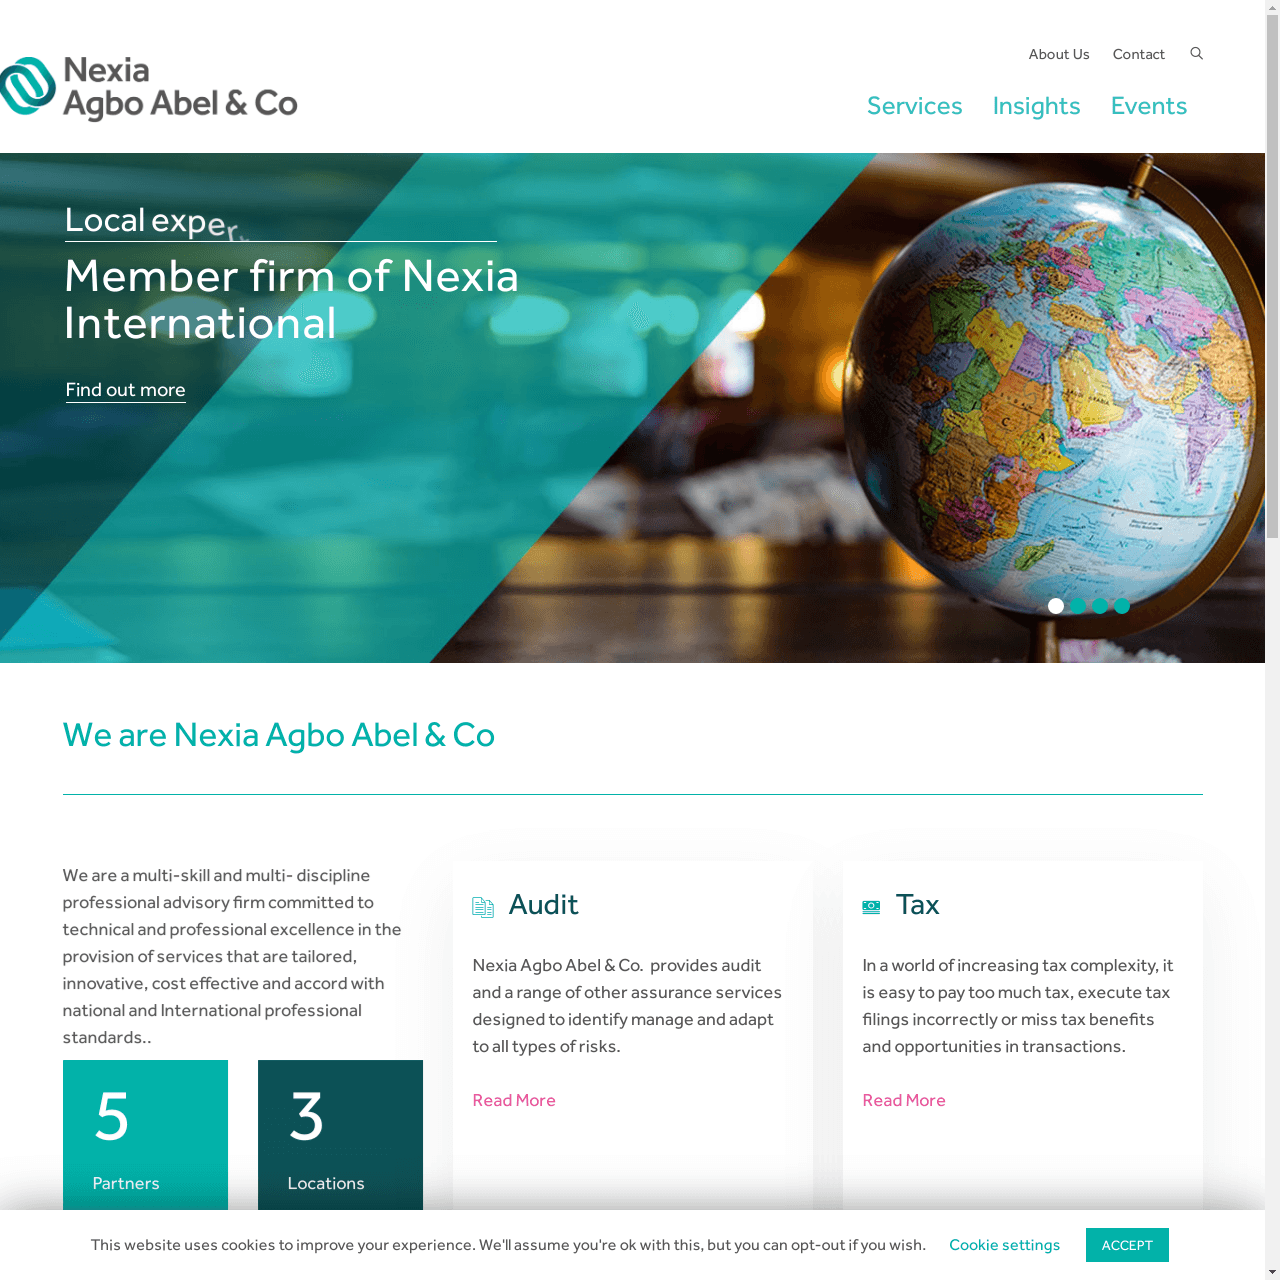 About Us Contact
Nexia
Agbo Abel & Co
Services Insights Events
Local exper
Member firm of Nexia
International
Find out more
We are Nexia Agbo Abel & Co
We are a multi-skill and multi- discipline
professional advisory firm committed to
technical and professional excellence in the
provision of services that are tailored,
innovative, cost effective and accord with
national and International professional
standards..
5
Partners
3
Locations
Audit
Nexia Agbo Abel & Co.  provides audit
and a range of other assurance services
designed to identify manage and adapt
to all types of risks.
Read More
Tax
In a world of increasing tax complexity, it
is easy to pay too much tax, execute tax
filings incorrectly or miss tax benefits
and opportunities in transactions.
Read More
This website uses cookies to improve your experience. We'll assume you're ok with this, but you can opt-out if you wish. Cookie settings ACCEPT